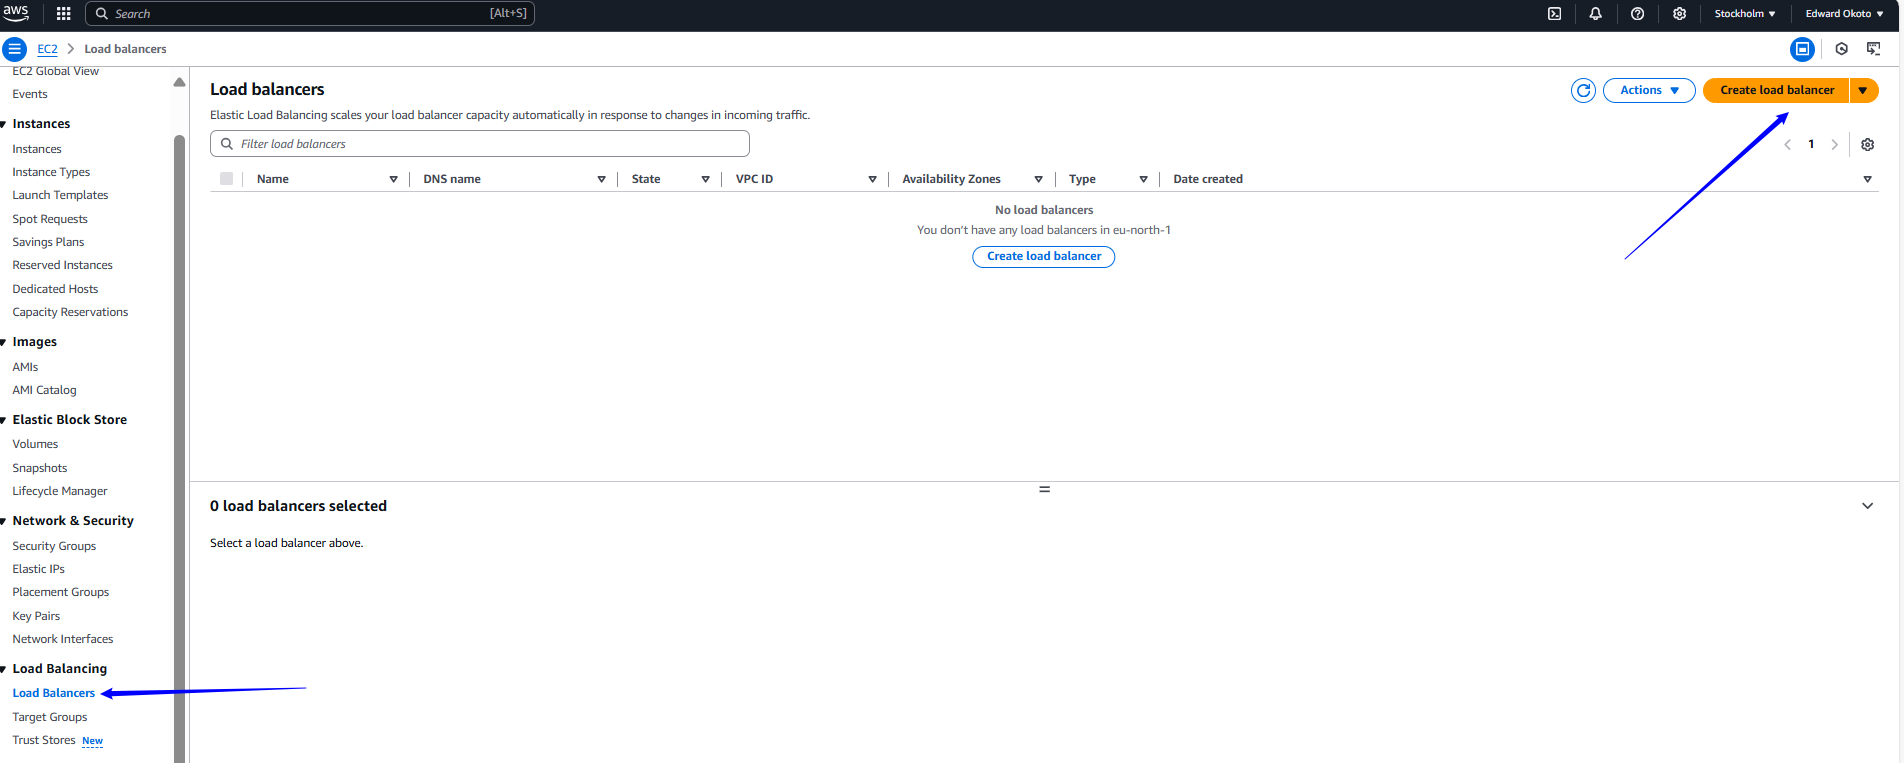 aws Search [Alt+S] Stockholm Edward Okoto
EC2 Load balancers
EC2 Global View
Events
Instances
Instances
Instance Types
Launch Templates
Spot Requests
Savings Plans
Reserved Instances
Dedicated Hosts
Capacity Reservations
Images
AMIs
AMI Catalog
Elastic Block Store
Volumes
Snapshots
Lifecycle Manager
Network & Security
Security Groups
Elastic IPs
Placement Groups
Key Pairs
Network Interfaces
Load Balancing
Load Balancers
Target Groups
Trust Stores New
Load balancers
Actions Create load balancer
Elastic Load Balancing scales your load balancer capacity automatically in response to changes in incoming traffic.
Filter load balancers
1
Name DNS name State VPC ID Availability Zones Type Date created
No load balancers
You don't have any load balancers in eu-north-1
Create load balancer
0 load balancers selected
Select a load balancer above.